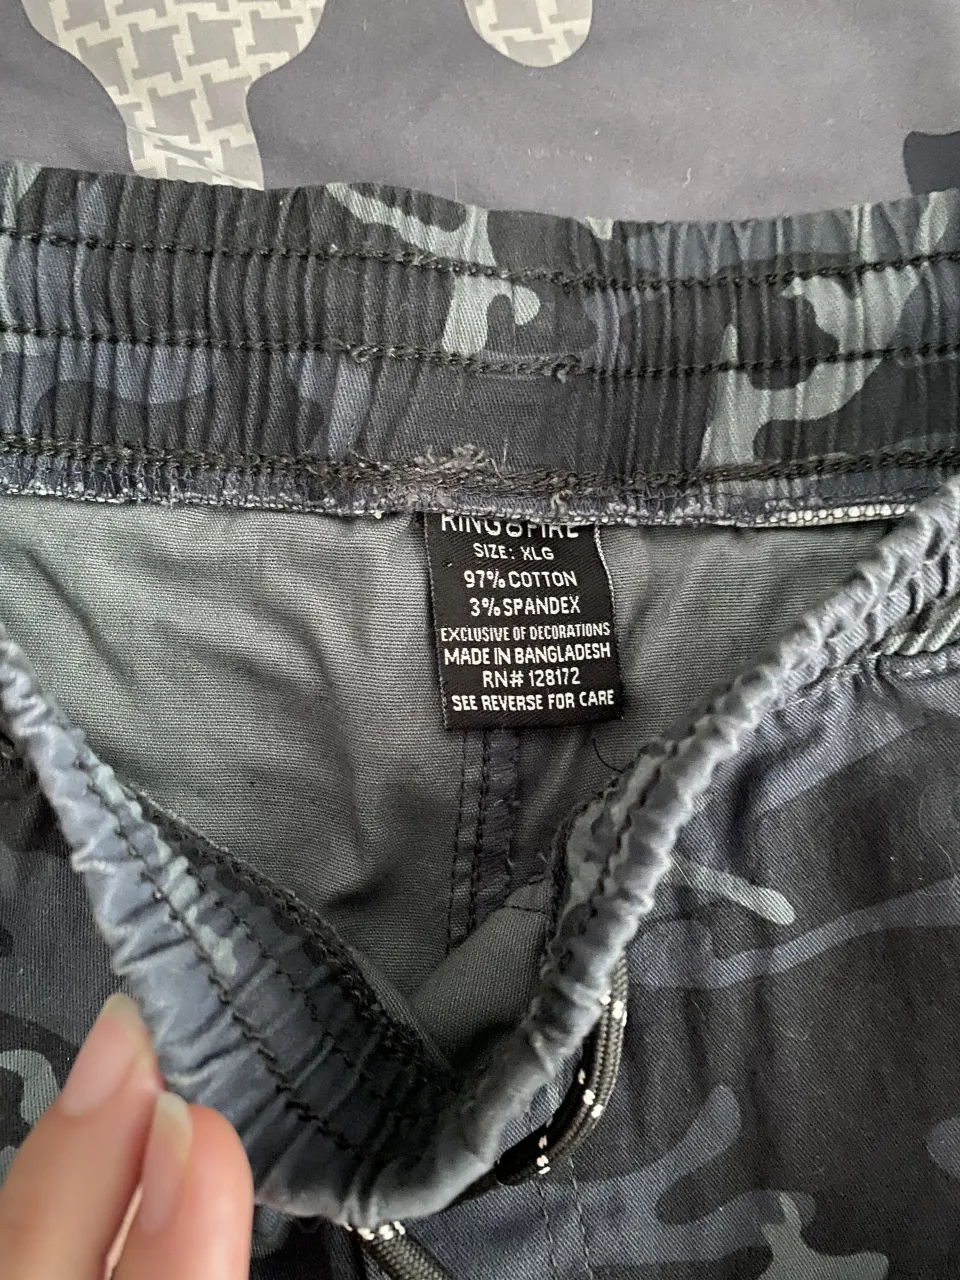 RING OF FIRE
SIZE: XLG
97% COTTON
3% SPANDEX
EXCLUSIVE OF DECORATIONS
MADE IN BANGLADESH
RN# 128172
SEE REVERSE FOR CARE